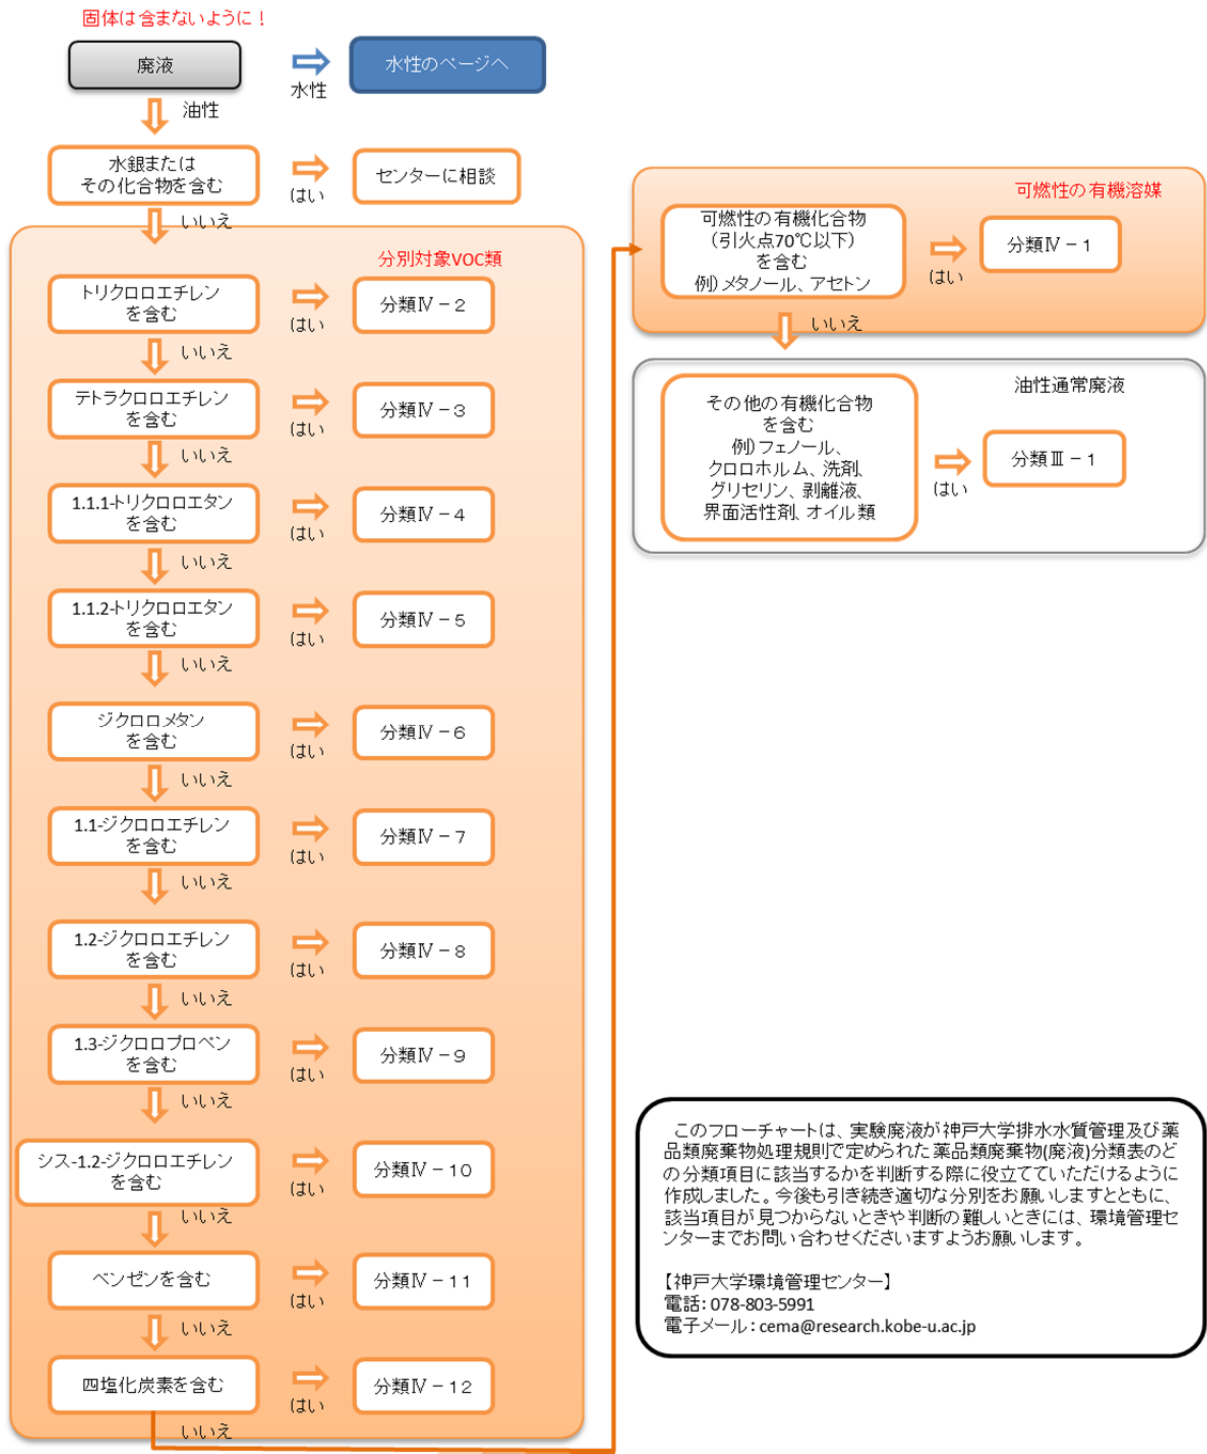 固体は含まないように！
廃液
水性
水性のページへ
油性
水銀または
その化合物を含む
はい
センターに相談
いいえ
分別対象VOC類
トリクロロエチレン
を含む
はい
分類Ⅳ－２
いいえ
テトラクロロエチレン
を含む
はい
分類Ⅳ－３
いいえ
1.1.1-トリクロロエタン
を含む
はい
分類Ⅳ－４
いいえ
1.1.2-トリクロロエタン
を含む
はい
分類Ⅳ－５
いいえ
ジクロロメタン
を含む
はい
分類Ⅳ－６
いいえ
1.1-ジクロロエチレン
を含む
はい
分類Ⅳ－７
いいえ
1.2-ジクロロエチレン
を含む
はい
分類Ⅳ－８
いいえ
1.3-ジクロロプロペン
を含む
はい
分類Ⅳ－９
いいえ
シス-1.2-ジクロロエチレン
を含む
はい
分類Ⅳ－１０
いいえ
ベンゼンを含む
はい
分類Ⅳ－１１
いいえ
四塩化炭素を含む
はい
分類Ⅳ－１２
いいえ
可燃性の有機溶媒
可燃性の有機化合物
（引火点70℃以下）
を含む
例）メタノール、アセトン
はい
分類Ⅳ－１
いいえ
油性通常廃液
その他の有機化合物
を含む
例）フェノール、
クロロホルム、洗剤、
グリセリン、剥離液、
界面活性剤、オイル類
はい
分類Ⅲ－１
このフローチャートは、実験廃液が神戸大学排水水質管理及び薬
品類廃棄物処理規則で定められた薬品類廃棄物(廃液)分類表のど
の分類項目に該当するかを判断する際に役立てていただけるように
作成しました。今後も引き続き適切な分別をお願いしますとともに、
該当項目が見つからないときや判断の難しいときには、環境管理セ
ンターまでお問い合わせくださいますようお願いします。
【神戸大学環境管理センター】
電話：078-803-5991
電子メール：cema@research.kobe-u.ac.jp